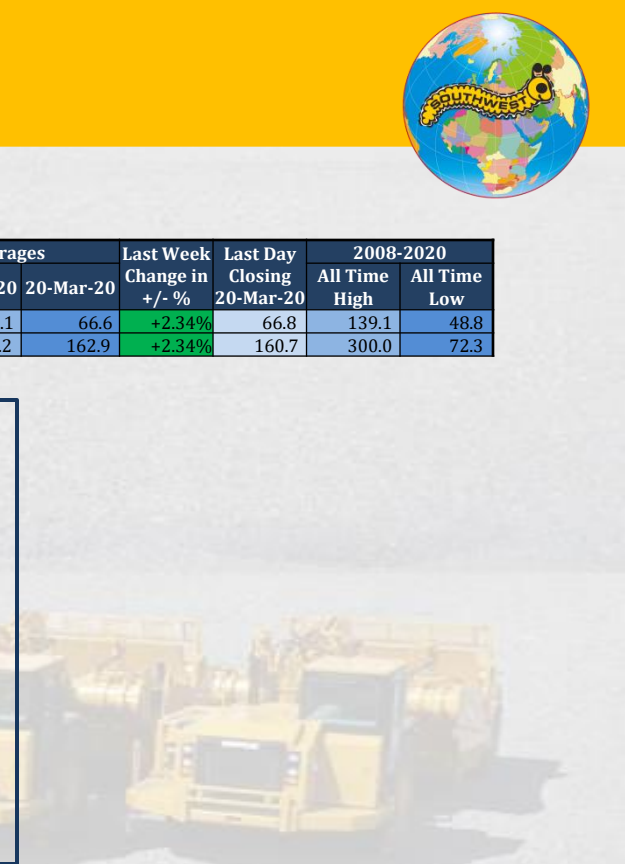 SOUTHWEST
rages Last Week Last Day 2008-2020
20 20-Mar-20 Change in +/- % Closing 20-Mar-20 All Time High All Time Low
.1 66.6 +2.34% 66.8 139.1 48.8
.2 162.9 +2.34% 160.7 300.0 72.3